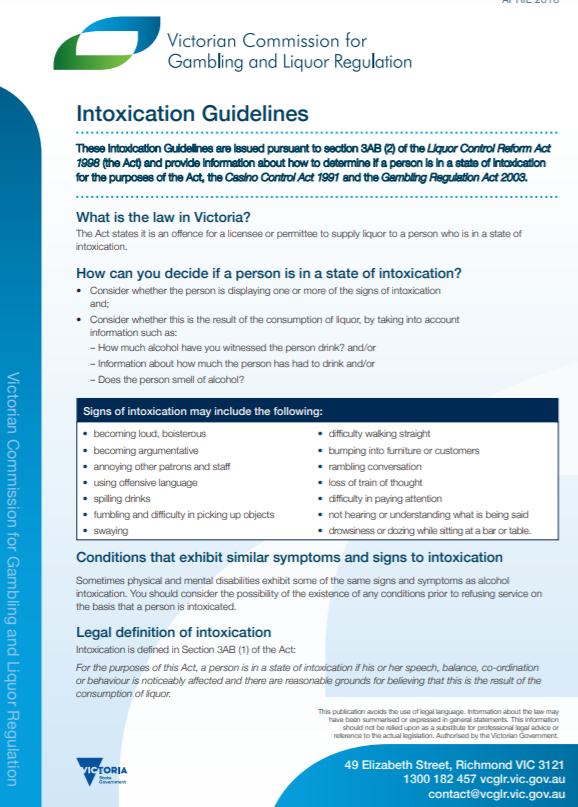 Victorian Commission for
Gambling and Liquor Regulation
Intoxication Guidelines
These Intoxication Guidelines are issued pursuant to section 3AB (2) of the Liquor Control Reform Act
1998 (the Act) and provide information about how to determine if a person is in a state of intoxication
for the purposes of the Act, the Casino Control Act 1991 and the Gambling Regulation Act 2003.
What is the law in Victoria?
The Act states it is an offence for a licensee or permittee to supply liquor to a person who is in a state of
intoxication.
How can you decide if a person is in a state of intoxication?
• Consider whether the person is displaying one or more of the signs of intoxication
and;
• Consider whether this is the result of the consumption of liquor, by taking into account
information such as:
– How much alcohol have you witnessed the person drink? and/or
– Information about how much the person has had to drink and/or
– Does the person smell of alcohol?
Signs of intoxication may include the following:
• becoming loud, boisterous
• becoming argumentative
• annoying other patrons and staff
• using offensive language
• spilling drinks
• fumbling and difficulty in picking up objects
• swaying
• difficulty walking straight
• bumping into furniture or customers
• rambling conversation
• loss of train of thought
• difficulty in paying attention
• not hearing or understanding what is being said
• drowsiness or dozing while sitting at a bar or table.
Conditions that exhibit similar symptoms and signs to intoxication
Sometimes physical and mental disabilities exhibit some of the same signs and symptoms as alcohol
intoxication. You should consider the possibility of the existence of any conditions prior to refusing service on
the basis that a person is intoxicated.
Legal definition of intoxication
Intoxication is defined in Section 3AB (1) of the Act:
For the purposes of this Act, a person is in a state of intoxication if his or her speech, balance, co-ordination
or behaviour is noticeably affected and there are reasonable grounds for believing that this is the result of the
consumption of liquor.
This publication avoids the use of legal language. Information about the law may
have been summarised or expressed in general statements. This information
should not be relied upon as a substitute for professional legal advice or
reference to the actual legislation. Authorised by the Victorian Government.
VICTORIA
State
Government
49 Elizabeth Street, Richmond VIC 3121
1300 182 457 vcglr.vic.gov.au
contact@vcglr.vic.gov.au
Victorian Commission for Gambling and Liquor Regulation